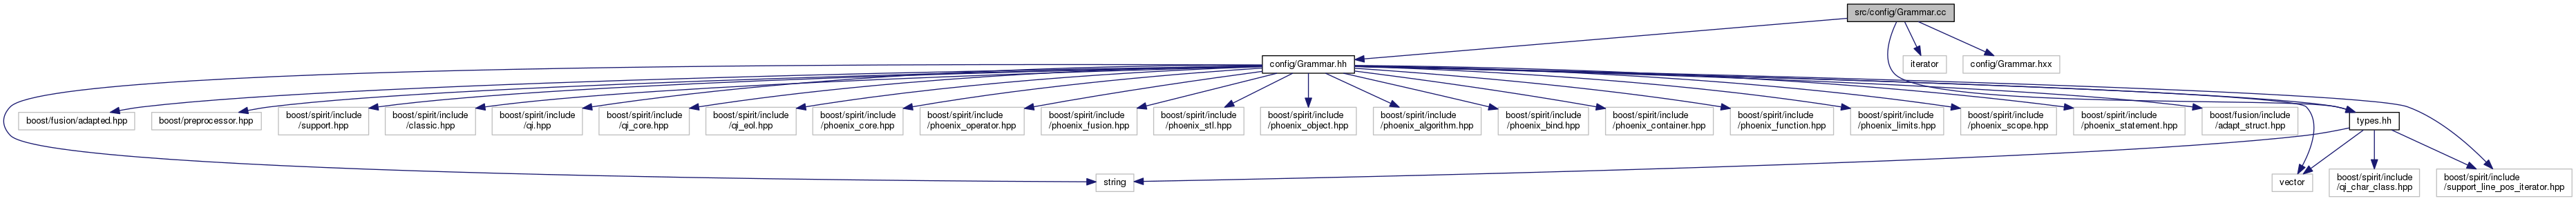 src/config/Grammar.cc
config/Grammar.hh
iterator
config/Grammar.hxx
boost/fusion/adapted.hpp
boost/preprocessor.hpp
boost/spirit/include
/support.hpp
boost/spirit/include
/classic.hpp
boost/spirit/include
/qi.hpp
boost/spirit/include
/qi_core.hpp
boost/spirit/include
/qi_eol.hpp
boost/spirit/include
/phoenix_core.hpp
boost/spirit/include
/phoenix_operator.hpp
boost/spirit/include
/phoenix_fusion.hpp
boost/spirit/include
/phoenix_stl.hpp
boost/spirit/include
/phoenix_object.hpp
boost/spirit/include
/phoenix_algorithm.hpp
boost/spirit/include
/phoenix_bind.hpp
boost/spirit/include
/phoenix_container.hpp
boost/spirit/include
/phoenix_function.hpp
boost/spirit/include
/phoenix_limits.hpp
boost/spirit/include
/phoenix_scope.hpp
boost/spirit/include
/phoenix_statement.hpp
boost/fusion/include
/adapt_struct.hpp
types.hh
string
vector
boost/spirit/include
/qi_char_class.hpp
boost/spirit/include
/support_line_pos_iterator.hpp